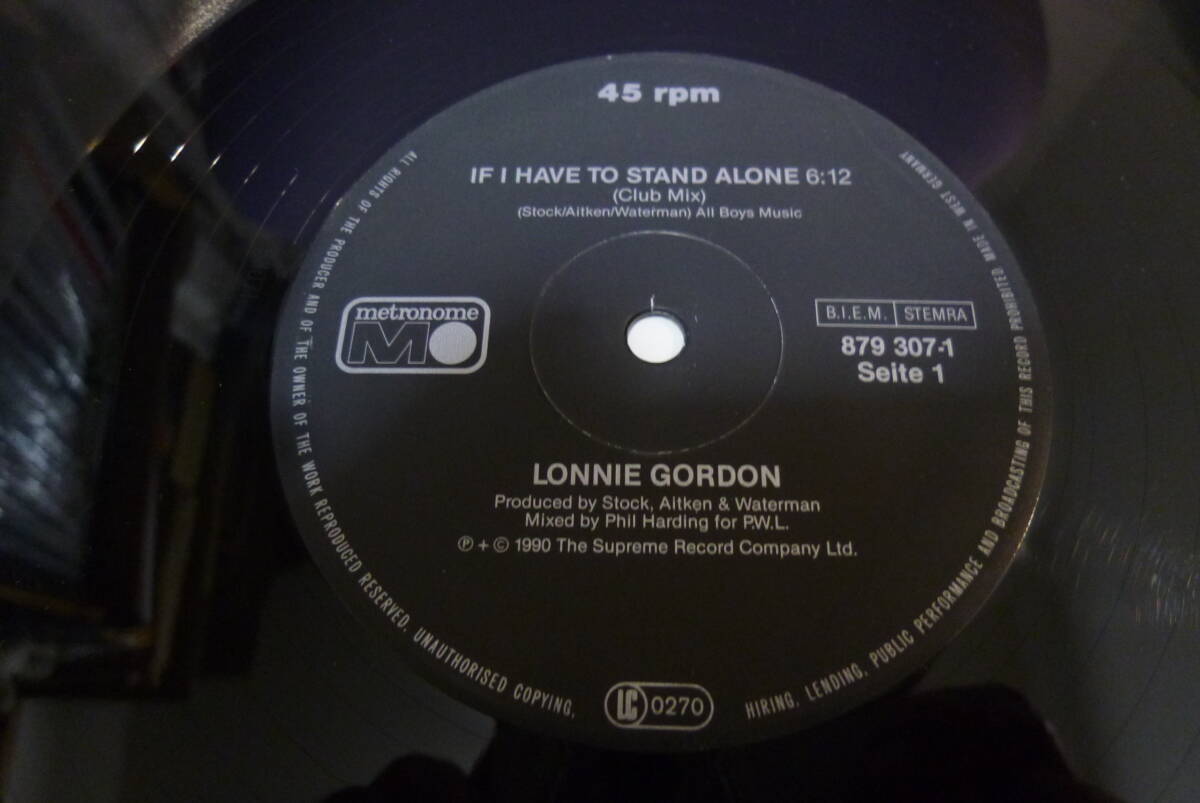 45 rpm
IF I HAVE TO STAND ALONE 6:12
(Club Mix)
(Stock/Aitken/Waterman) All Boys Music
metronome
M
B.I.E.M. STEMRA
879 307-1
Seite 1
LONNIE GORDON
Produced by Stock, Aitken & Waterman
Mixed by Phil Harding for P.W.L.
℗ + © 1990 The Supreme Record Company Ltd.
LC 0270
ALL RIGHTS OF THE PRODUCER AND OF THE OWNER OF THE WORK REPRODUCED RESERVED. UNAUTHORISED COPYING, HIRING, LENDING, PUBLIC PERFORMANCE AND BROADCASTING OF THIS RECORD PROHIBITED MADE IN WEST GERMANY